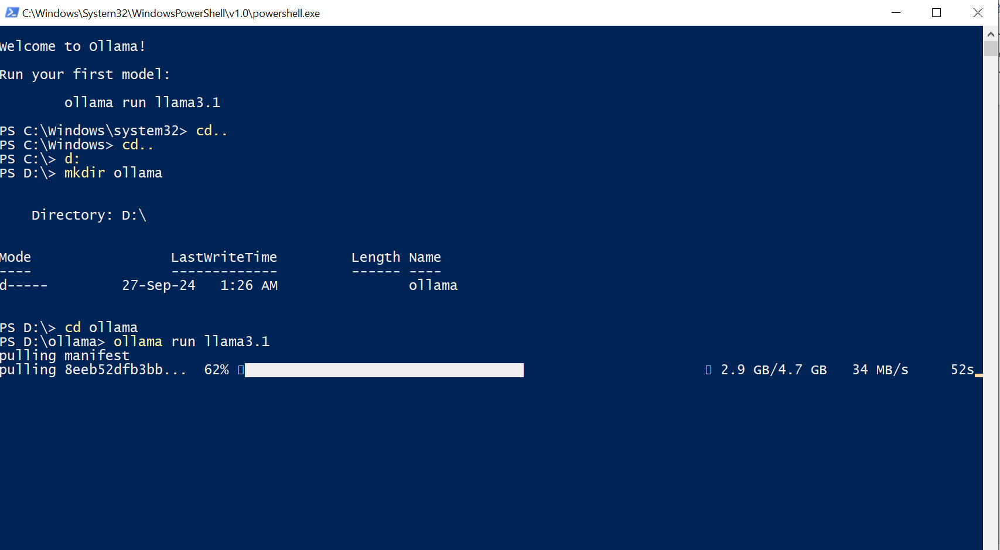 C:\Windows\System32\WindowsPowerShell\v1.0\powershell.exe
Welcome to Ollama!
Run your first model:
ollama run llama3.1
PS C:\Windows\system32> cd..
PS C:\Windows> cd..
PS C:\> d:
PS D:\> mkdir ollama
Directory: D:\
Mode LastWriteTime Length Name
---- ------------- ------ ----
d----- 27-Sep-24 1:26 AM ollama
PS D:\> cd ollama
PS D:\ollama> ollama run llama3.1
pulling manifest
pulling 8eeb52dfb3bb... 62% 2.9 GB/4.7 GB 34 MB/s 52s